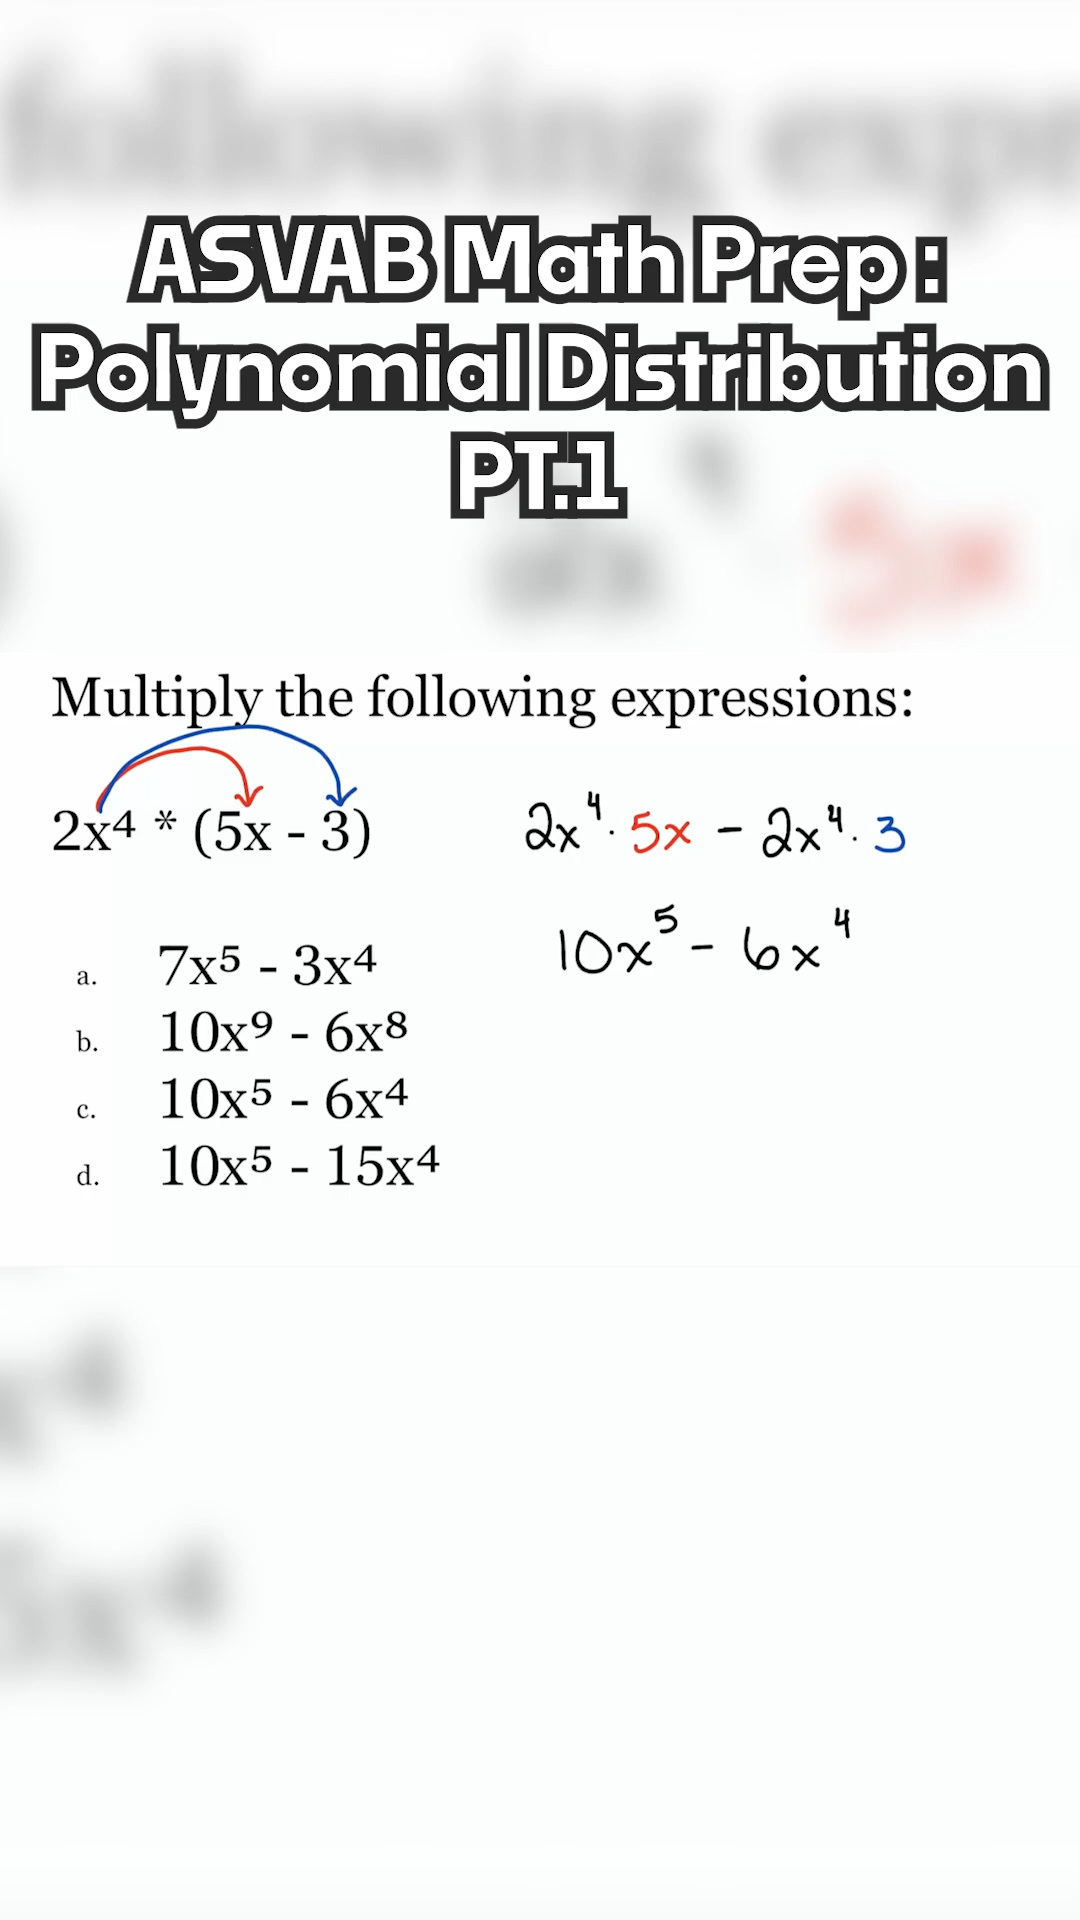 ASVAB Math Prep :
Polynomial Distribution
PT.1
Multiply the following expressions:
2x⁴ * (5x - 3)
2x⁴ · 5x - 2x⁴ · 3
10x⁵ - 6x⁴
a. 7x⁵ - 3x⁴
b. 10x⁹ - 6x⁸
c. 10x⁵ - 6x⁴
d. 10x⁵ - 15x⁴